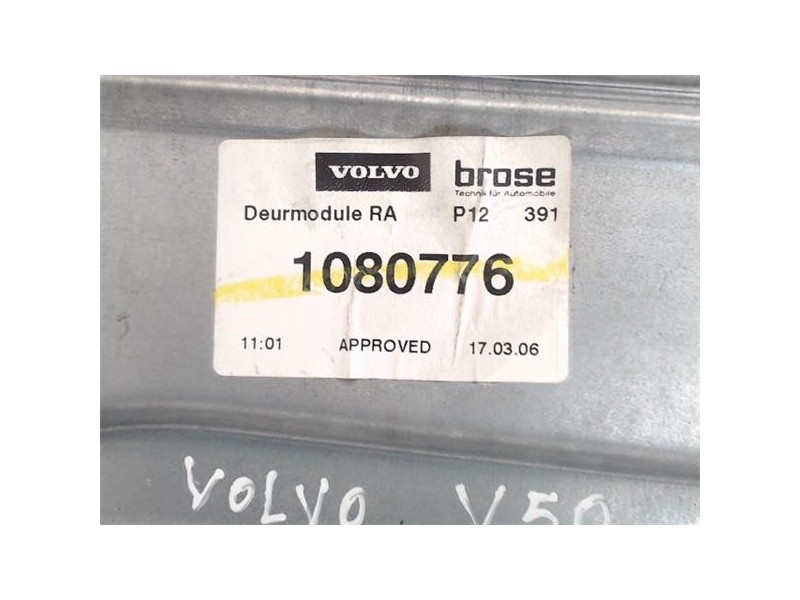 VOLVO brose
Technik für Automobile
Deurmodule RA P12 391
1080776
11:01 APPROVED 17.03.06
VOLVO V50